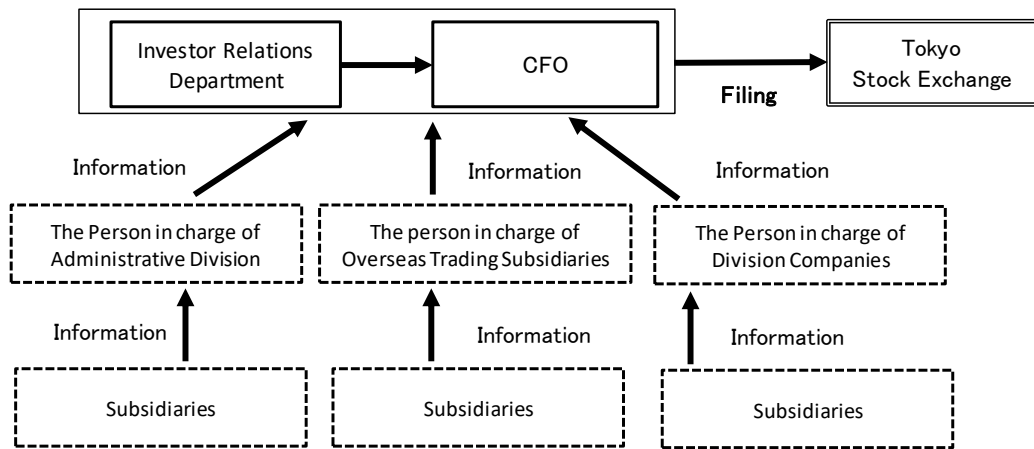 Investor Relations
Department
CFO
Tokyo
Stock Exchange
Filing
Information
Information
Information
The Person in charge of
Administrative Division
The person in charge of
Overseas Trading Subsidiaries
The Person in charge of
Division Companies
Information
Information
Information
Subsidiaries
Subsidiaries
Subsidiaries